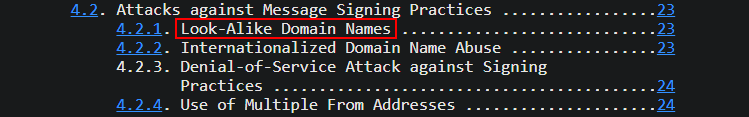 4.2. Attacks against Message Signing Practices ................23
4.2.1. Look-Alike Domain Names ................................23
4.2.2. Internationalized Domain Name Abuse ....................23
4.2.3. Denial-of-Service Attack against Signing
Practices ..............................................24
4.2.4. Use of Multiple From Addresses .........................24